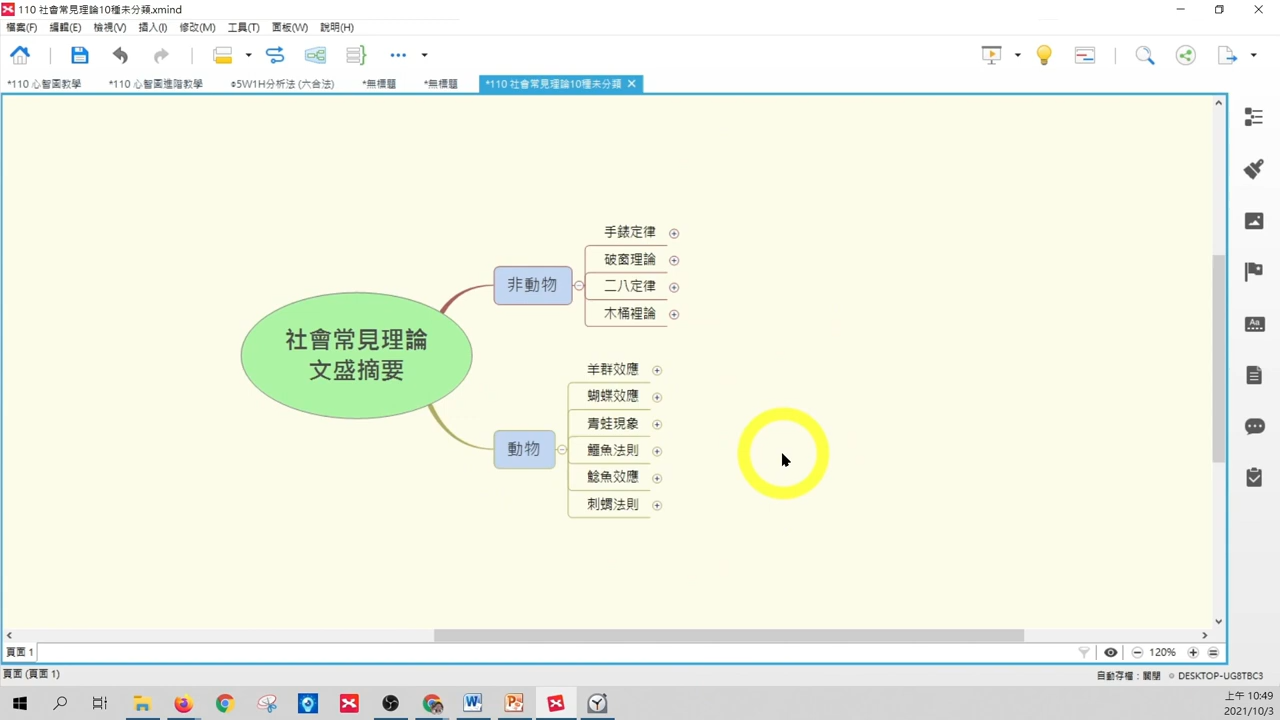 110 社會常見理論10種未分類.xmind
檔案(F) 編輯(E) 檢視(V) 插入(I) 修改(M) 工具(T) 面板(W) 說明(H)
*110 心智圖教學 *110 心智圖進階教學 5W1H分析法 (六合法) *無標題 *無標題 *110 社會常見理論10種未分類
手錶定律
破窗理論
非動物
二八定律
木桶裡論
社會常見理論
文盛摘要
羊群效應
蝴蝶效應
青蛙現象
動物
鱷魚法則
鯰魚效應
刺蝟法則
Aa
頁面 1
120%
頁面 (頁面 1)
自動存檔：關閉
DESKTOP-UG8TBC3
上午 10:49
2021/10/3